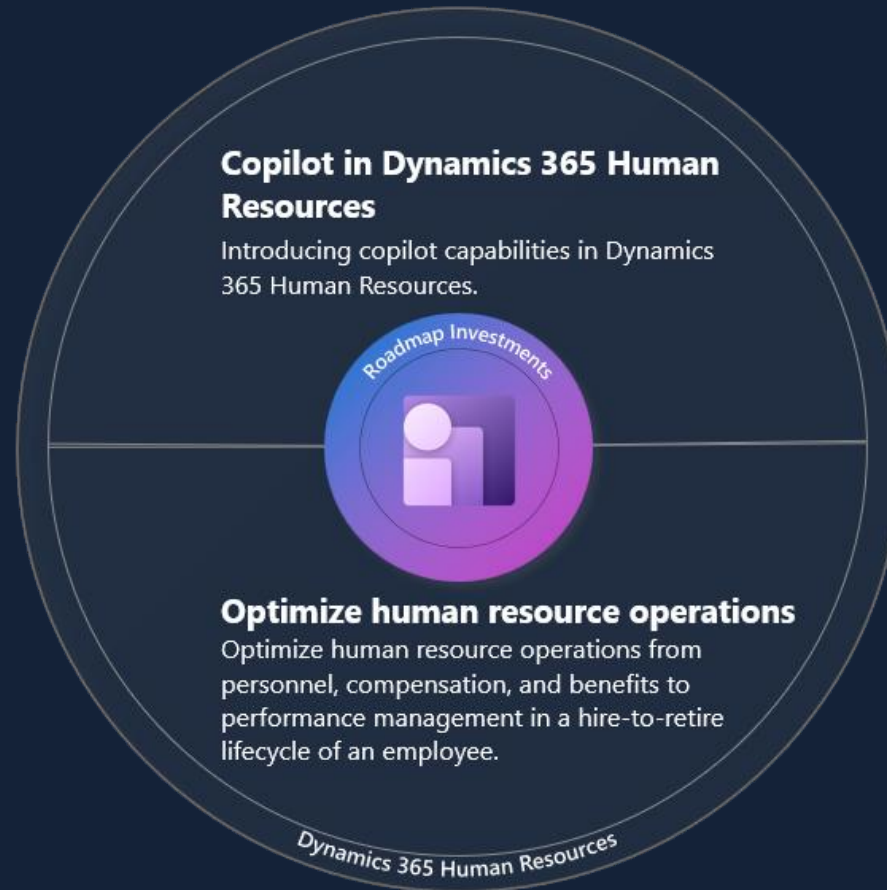 Copilot in Dynamics 365 Human
Resources
Introducing copilot capabilities in Dynamics
365 Human Resources.
Roadmap Investments
Optimize human resource operations
Optimize human resource operations from
personnel, compensation, and benefits to
performance management in a hire-to-retire
lifecycle of an employee.
Dynamics 365 Human Resources